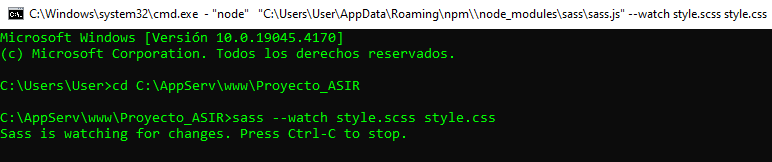 C:\Windows\system32\cmd.exe - "node" "C:\Users\User\AppData\Roaming\npm\\node_modules\sass\sass.js" --watch style.scss style.css
Microsoft Windows [Versión 10.0.19045.4170]
(c) Microsoft Corporation. Todos los derechos reservados.
C:\Users\User>cd C:\AppServ\www\Proyecto_ASIR
C:\AppServ\www\Proyecto_ASIR>sass --watch style.scss style.css
Sass is watching for changes. Press Ctrl-C to stop.